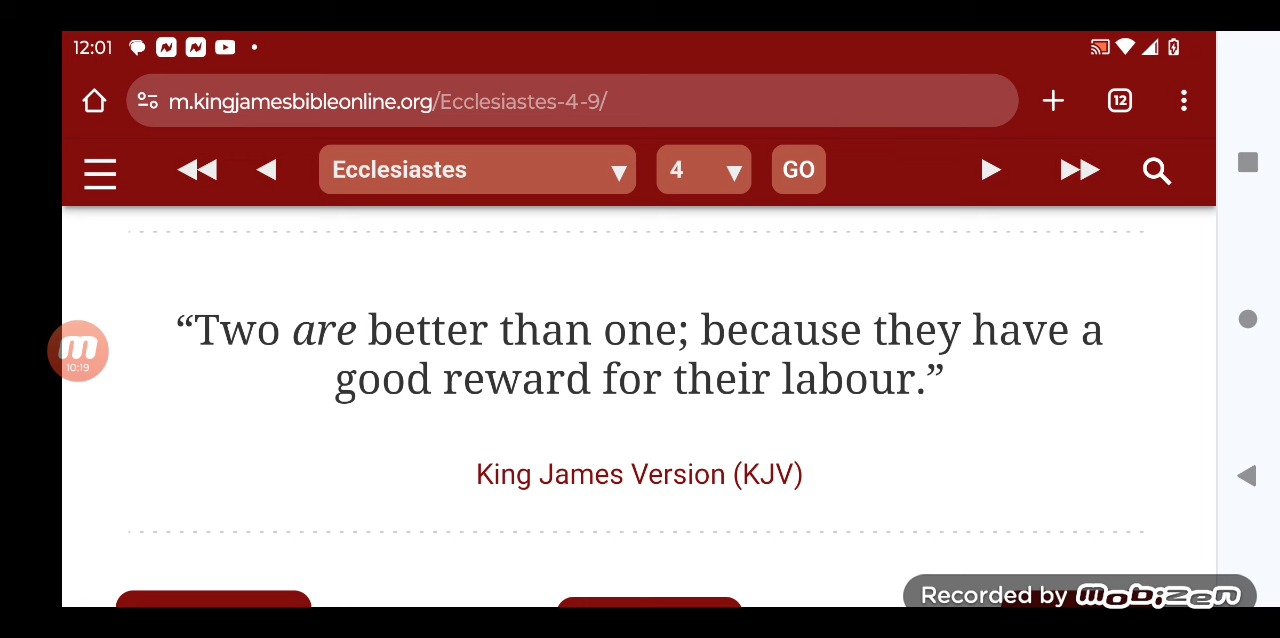 12:01
m.kingjamesbibleonline.org/Ecclesiastes-4-9/
12
Ecclesiastes 4 GO
“Two are better than one; because they have a
good reward for their labour.”
m
10:19
King James Version (KJV)
Recorded by mobizen